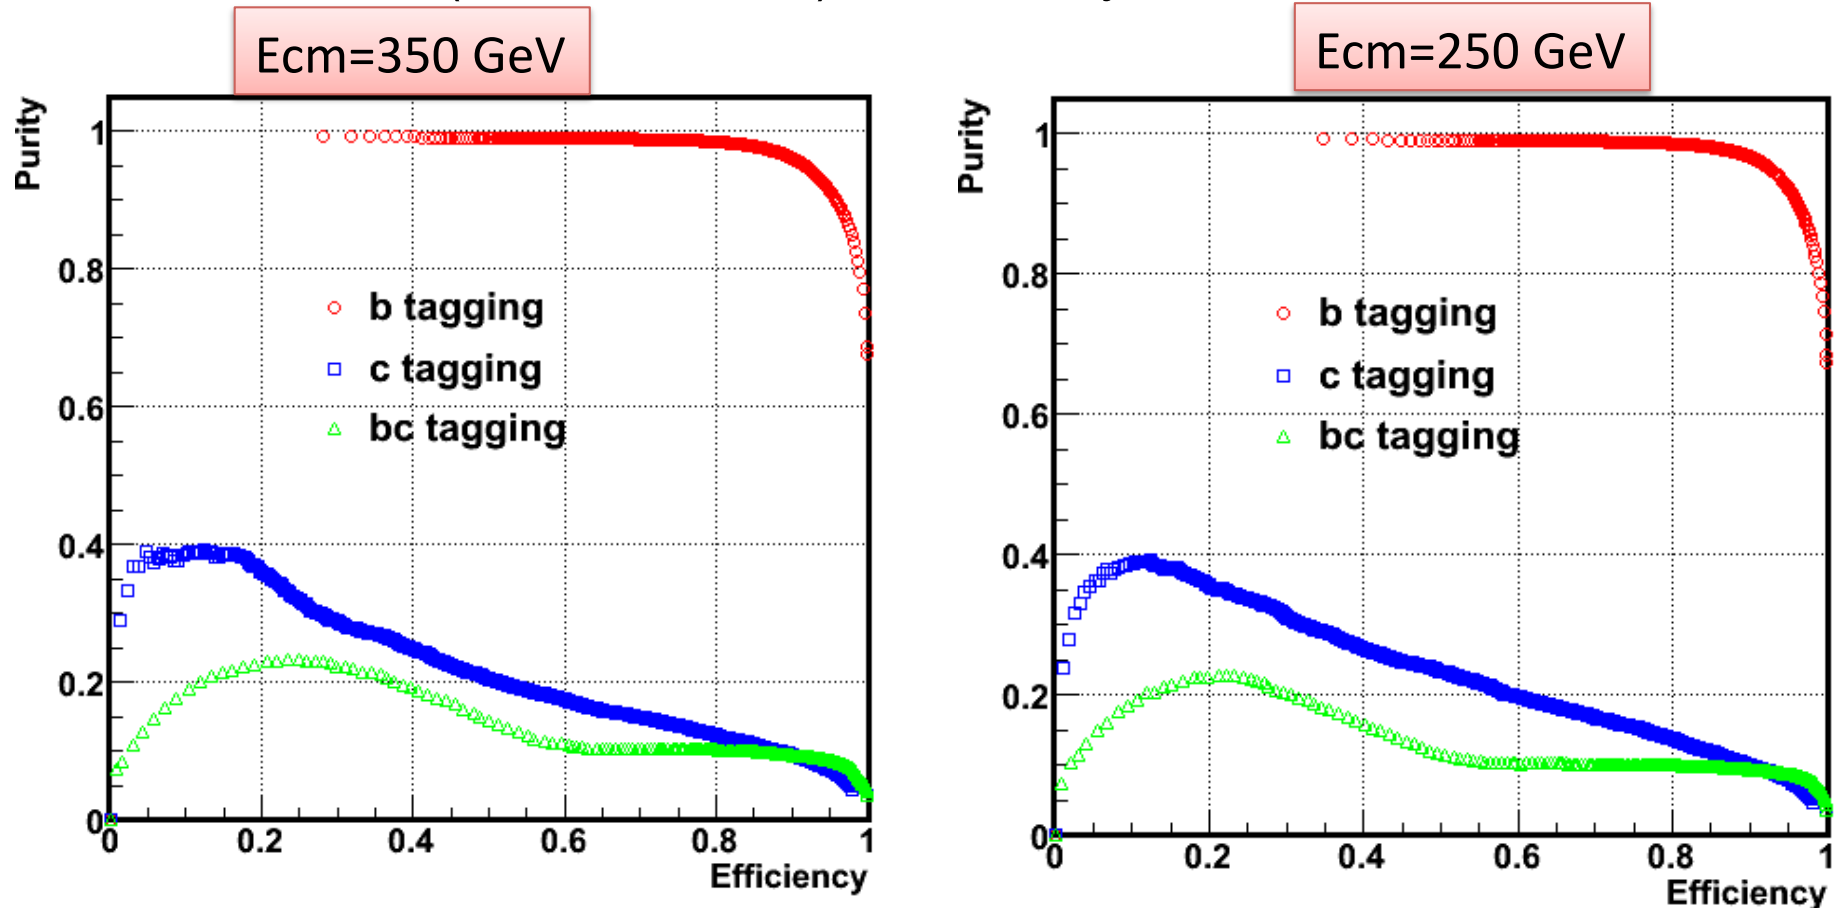 Ecm=350 GeV
Purity
1
0.8
0.6
0.4
0.2
0
b tagging
c tagging
bc tagging
0 0.2 0.4 0.6 0.8 1
Efficiency
Ecm=250 GeV
Purity
1
0.8
0.6
0.4
0.2
0
b tagging
c tagging
bc tagging
0 0.2 0.4 0.6 0.8 1
Efficiency